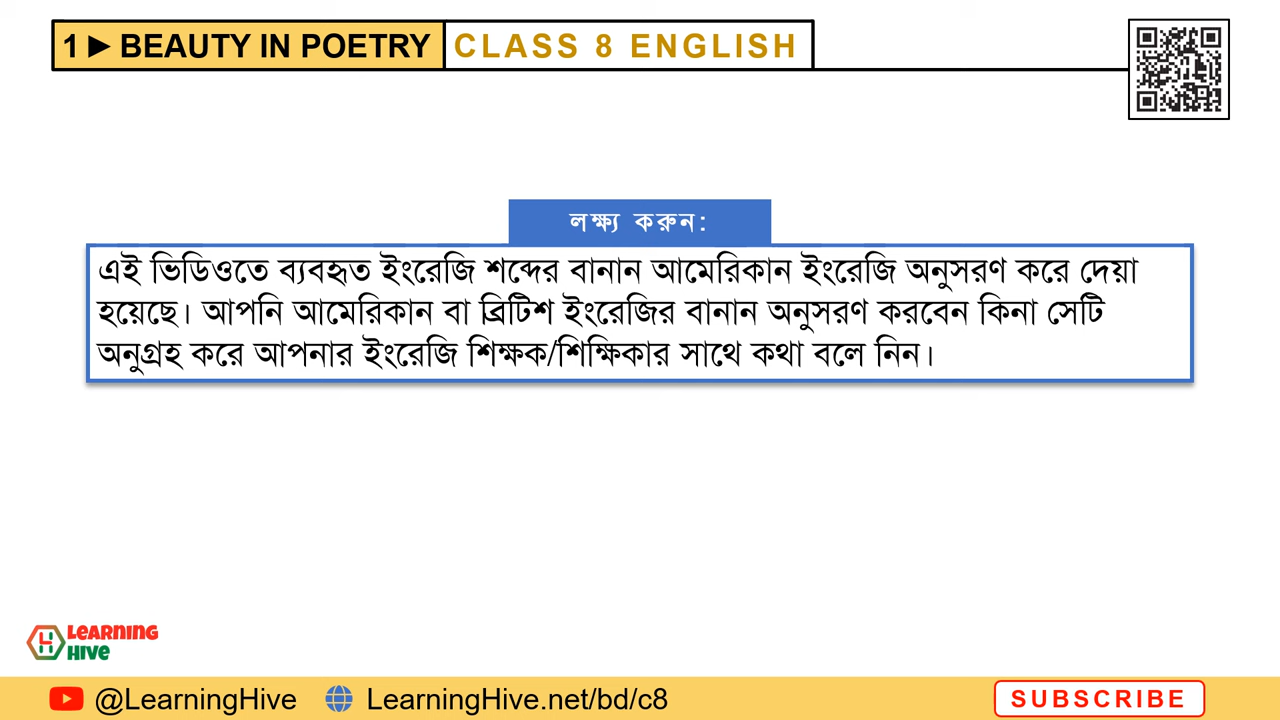 1►BEAUTY IN POETRY CLASS 8 ENGLISH
লক্ষ্য করুন:
এই ভিডিওতে ব্যবহৃত ইংরেজি শব্দের বানান আমেরিকান ইংরেজি অনুসরণ করে দেয়া
হয়েছে। আপনি আমেরিকান বা ব্রিটিশ ইংরেজির বানান অনুসরণ করবেন কিনা সেটি
অনুগ্রহ করে আপনার ইংরেজি শিক্ষক/শিক্ষিকার সাথে কথা বলে নিন।
LEARNING
HIVE
@LearningHive LearningHive.net/bd/c8 SUBSCRIBE